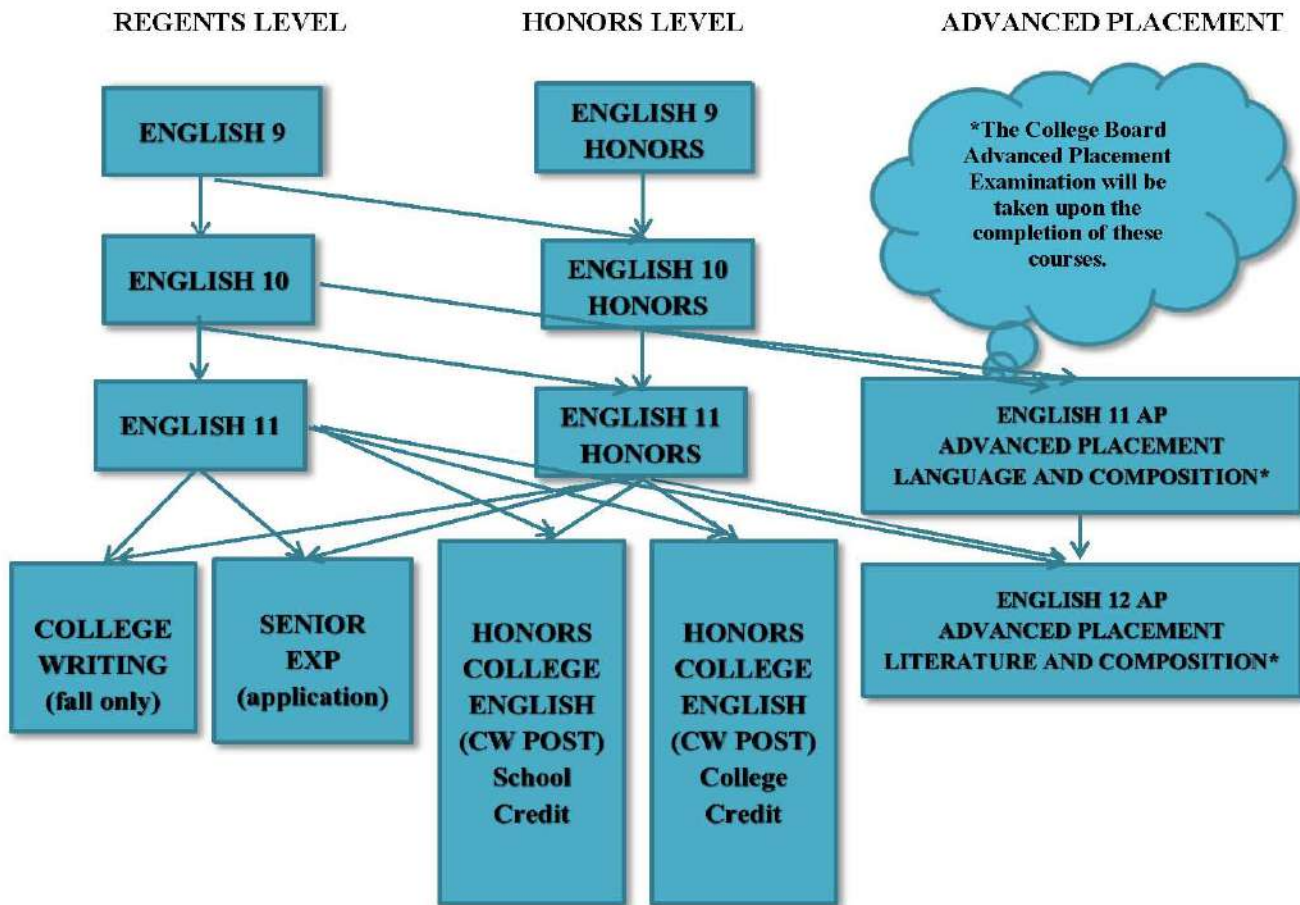 REGENTS LEVEL
HONORS LEVEL
ADVANCED PLACEMENT
ENGLISH 9
ENGLISH 9
HONORS
*The College Board
Advanced Placement
Examination will be
taken upon the
completion of these
courses.
ENGLISH 10
ENGLISH 10
HONORS
ENGLISH 11
ENGLISH 11
HONORS
ENGLISH 11 AP
ADVANCED PLACEMENT
LANGUAGE AND COMPOSITION*
COLLEGE
WRITING
(fall only)
SENIOR
EXP
(application)
HONORS
COLLEGE
ENGLISH
(CW POST)
School
Credit
HONORS
COLLEGE
ENGLISH
(CW POST)
College
Credit
ENGLISH 12 AP
ADVANCED PLACEMENT
LITERATURE AND COMPOSITION*